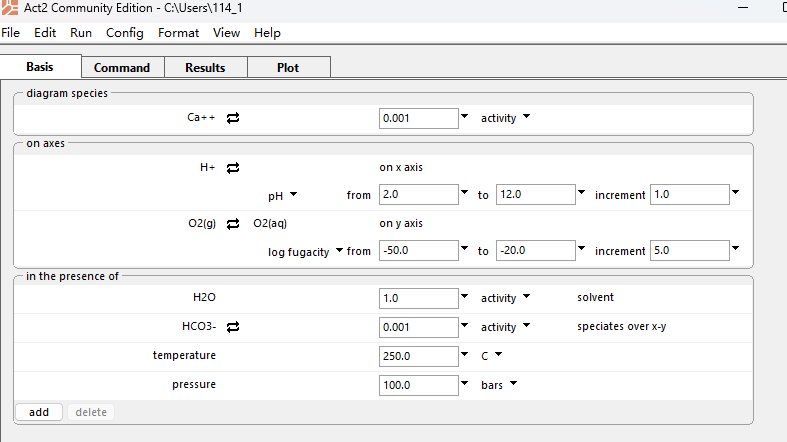 Act2 Community Edition - C:\Users\114_1
File Edit Run Config Format View Help
Basis Command Results Plot
diagram species
Ca++ 0.001 activity
on axes
H+ on x axis
pH from 2.0 to 12.0 increment 1.0
O2(g) O2(aq) on y axis
log fugacity from -50.0 to -20.0 increment 5.0
in the presence of
H2O 1.0 activity solvent
HCO3- 0.001 activity speciates over x-y
temperature 250.0 C
pressure 100.0 bars
add delete